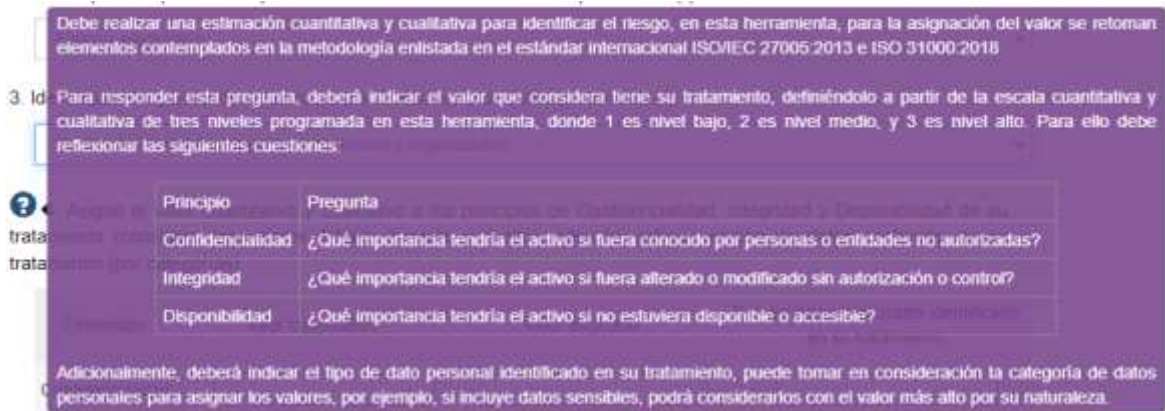 Debe realizar una estimación cuantitativa y cualitativa para identificar el riesgo, en esta herramienta, para la asignación del valor se retoman
elementos contemplados en la metodología enlistada en el estándar internacional ISO/IEC 27005:2013 e ISO 31000:2018
3. Id
Para responder esta pregunta, deberá indicar el valor que considera tiene su tratamiento, definiéndolo a partir de la escala cuantitativa y
cualitativa de tres niveles programada en esta herramienta, donde 1 es nivel bajo, 2 es nivel medio, y 3 es nivel alto. Para ello debe
reflexionar las siguientes cuestiones:
Principio Pregunta
Confidencialidad ¿Qué importancia tendría el activo si fuera conocido por personas o entidades no autorizadas?
trata
trata
Integridad ¿Qué importancia tendría el activo si fuera alterado o modificado sin autorización o control?
Disponibilidad ¿Qué importancia tendría el activo si no estuviera disponible o accesible?
Adicionalmente, deberá indicar el tipo de dato personal identificado en su tratamiento, puede tomar en consideración la categoría de datos
personales para asignar los valores, por ejemplo, si incluye datos sensibles, podrá considerarlos con el valor más alto por su naturaleza.